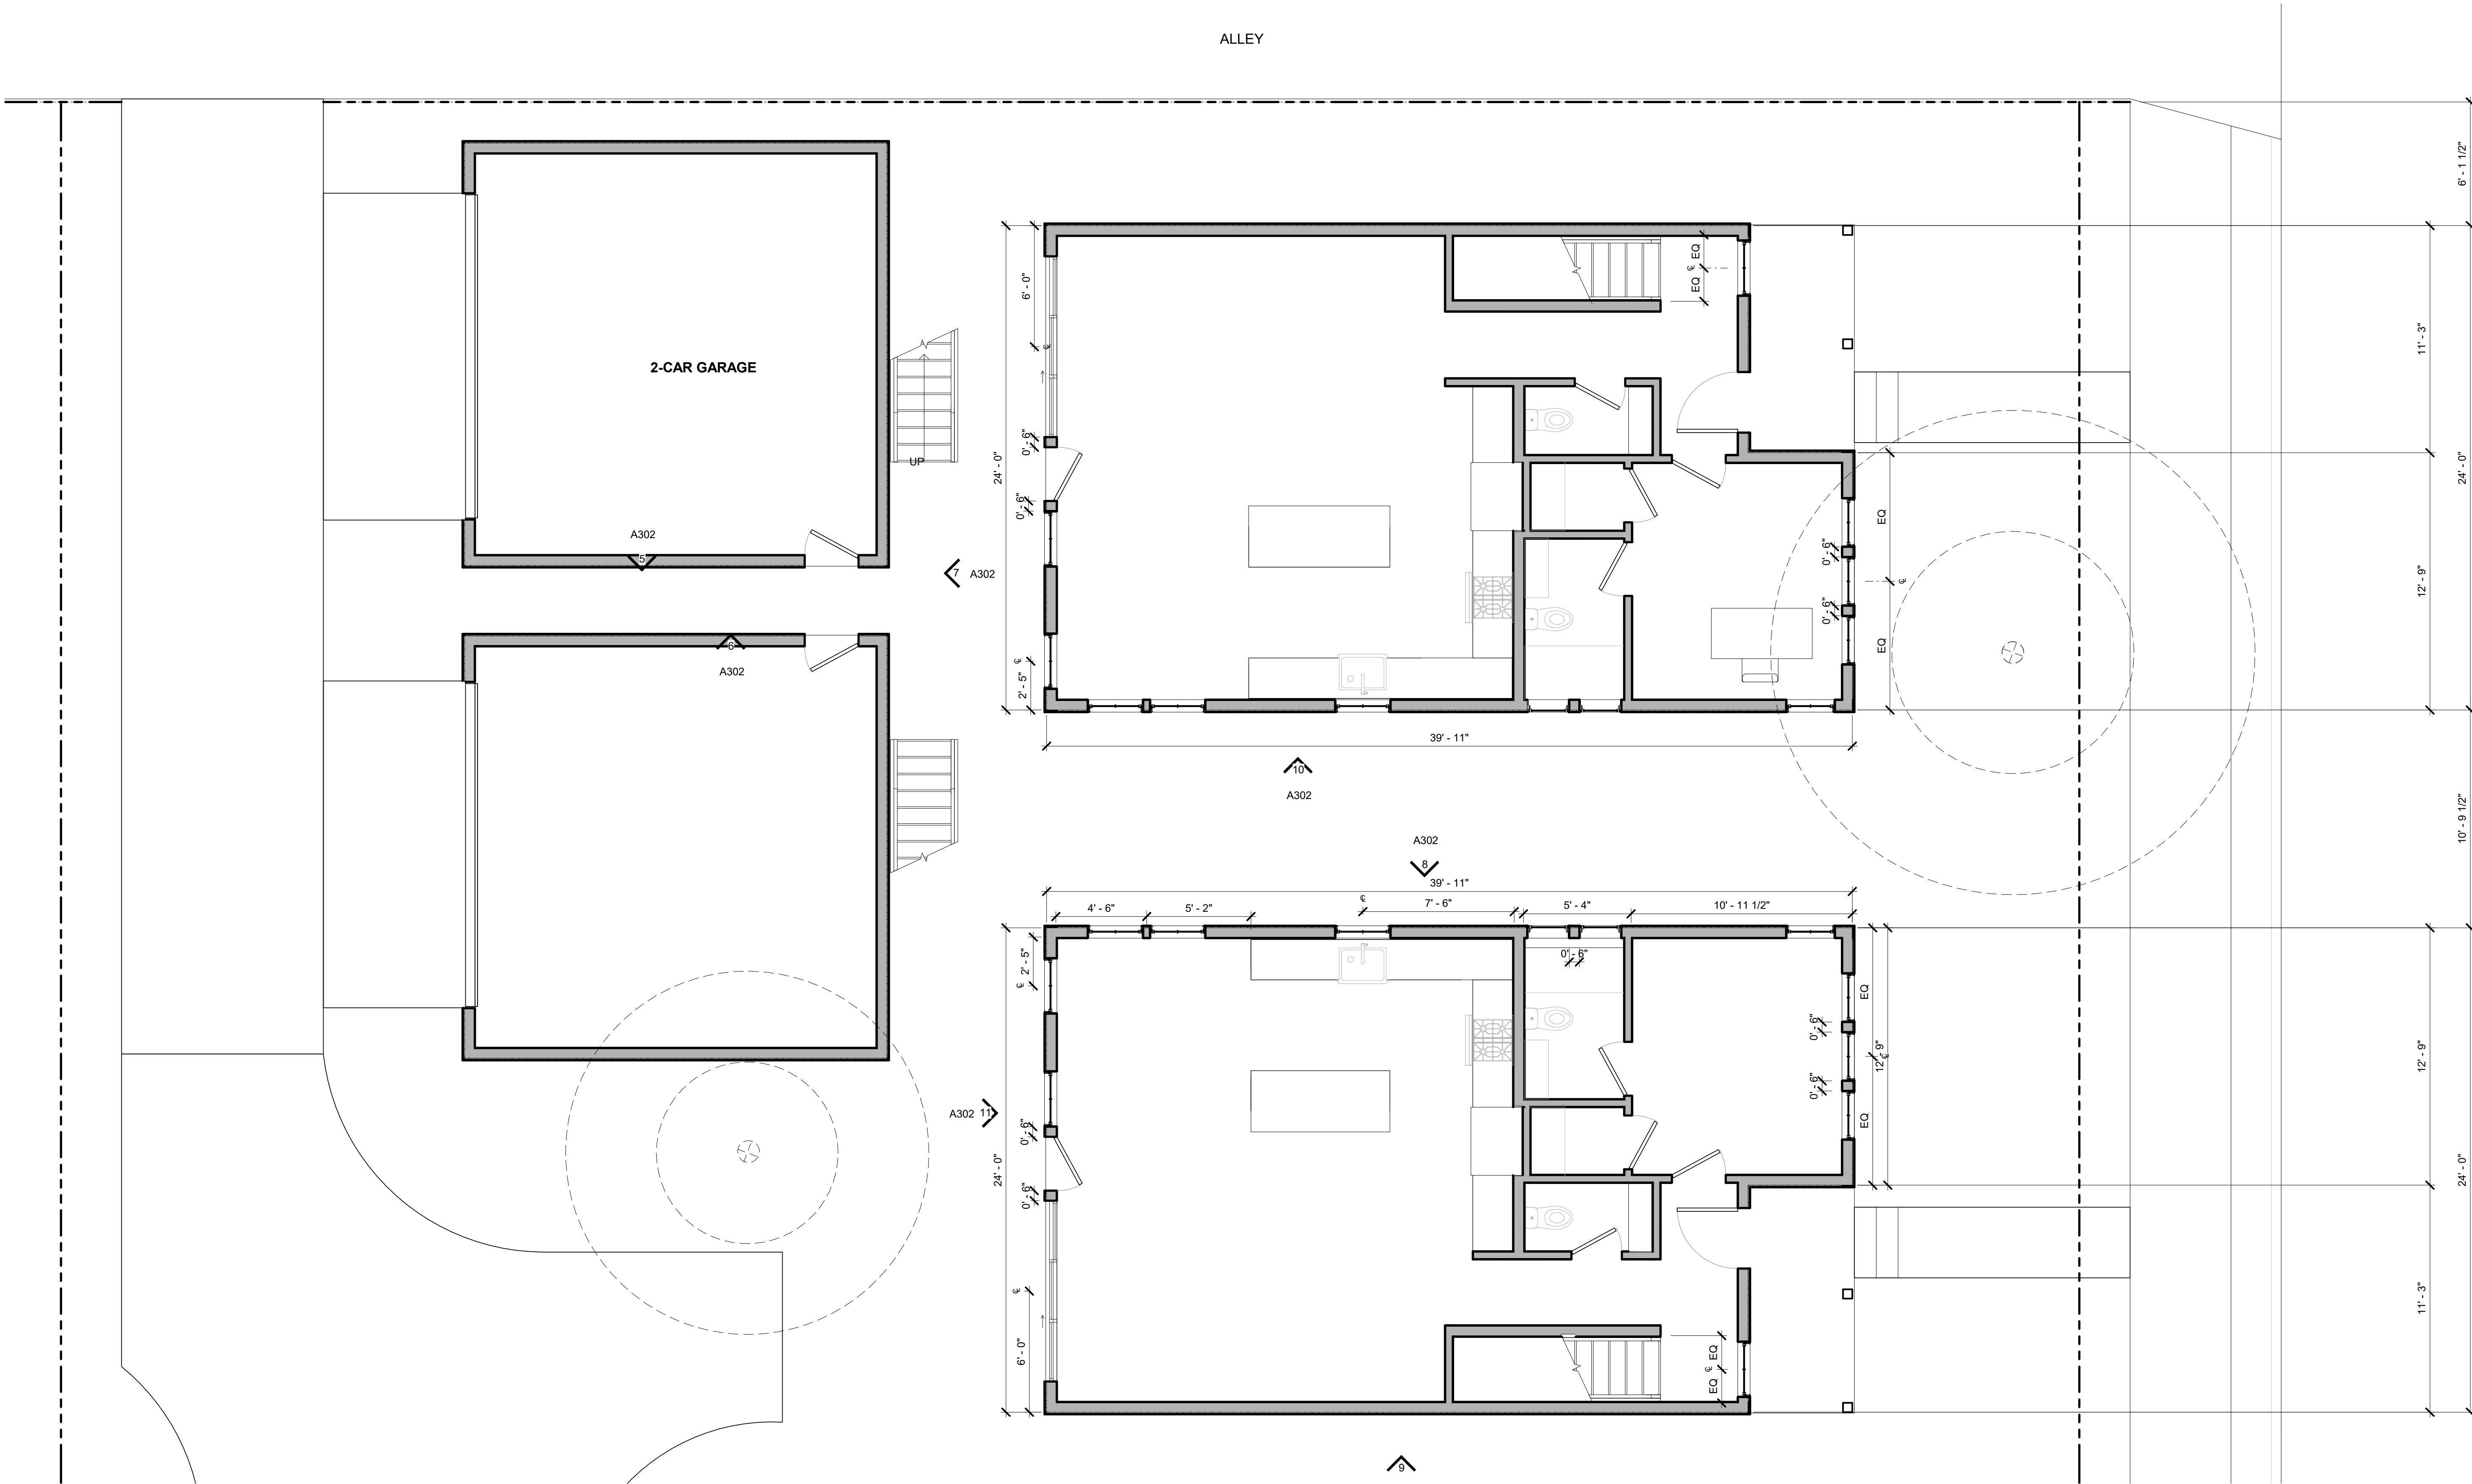 ALLEY
6' - 1 1/2"
EQ
℄
EQ
6' - 0"
℄
11' - 3"
2-CAR GARAGE
UP
0' - 6"
24' - 0"
24' - 0"
0' - 6"
EQ
A302
5
7 A302
0' - 6"
℄
12' - 9"
0' - 6"
6
A302
℄
2' - 5"
EQ
39' - 11"
10
A302
10' - 9 1/2"
A302
8
39' - 11"
4' - 6"
5' - 2"
℄
7' - 6"
5' - 4"
10' - 11 1/2"
2' - 5"
℄
0' - 6"
EQ
0' - 6"
12' - 9"
℄
12' - 9"
0' - 6"
A302 11
0' - 6"
EQ
24' - 0"
24' - 0"
0' - 6"
℄
6' - 0"
11' - 3"
EQ
℄
EQ
9